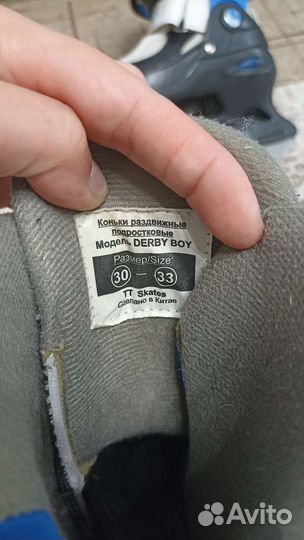 Коньки раздвижные
подростковые
Модель DERBY BOY
Размер/Size:
30 – 33
TT Skates
Сделано в Китае
Avito